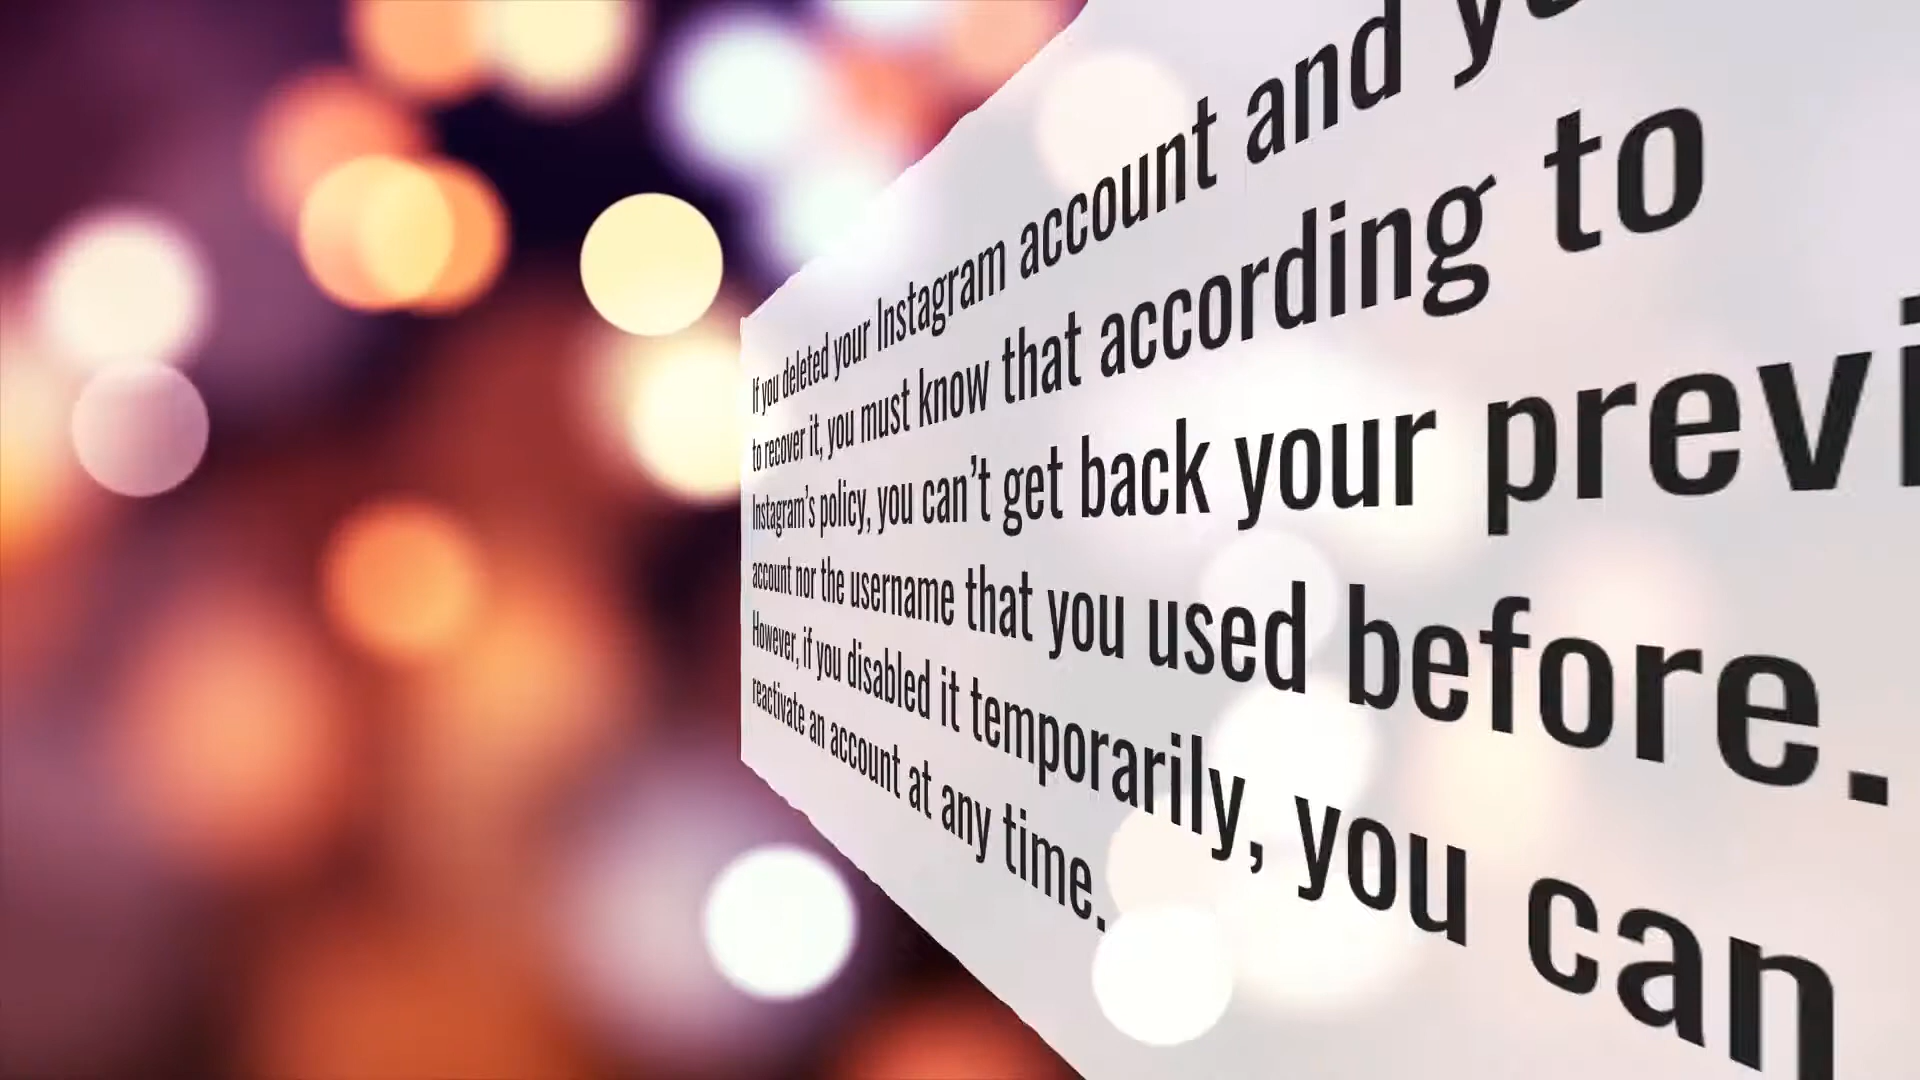 If you deleted your Instagram account and
to recover it, you must know that according to
Instagram's policy, you can't get back your
account nor the username that you used before.
However, if you disabled it temporarily, you can
reactivate an account at any time.